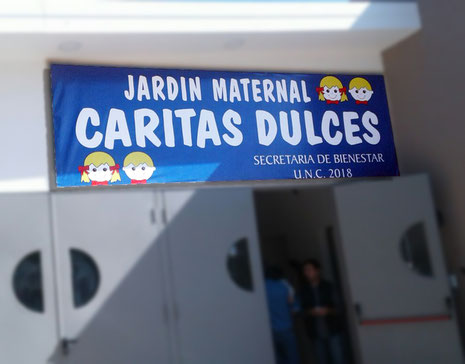 JARDIN MATERNAL
CARITAS DULCES
SECRETARIA DE BIENESTAR
U.N.C. 2018